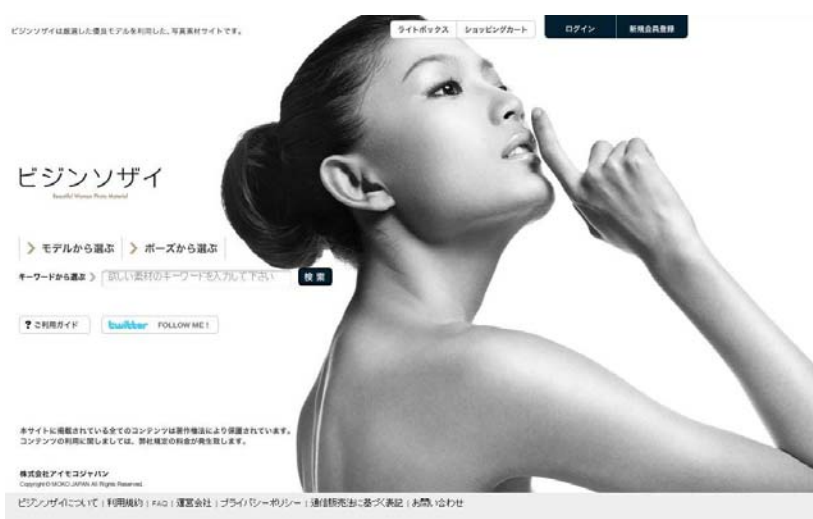 ビジンソザイは厳選した優良モデルを利用した、写真素材サイトです。
ライトボックス ショッピングカート ログイン 新規会員登録
ビジンソザイ
Beautiful Woman Photo Material
モデルから選ぶ ポーズから選ぶ
キーワードから選ぶ 欲しい素材のキーワードを入力して下さい 検索
? ご利用ガイド twitter FOLLOW ME !
本サイトに掲載されている全てのコンテンツは著作権法により保護されています。
コンテンツの利用に関しましては、弊社規定の料金が発生致します。
株式会社アイモコジャパン
Copyright © MOKO JAPAN All Rights Reserved.
ビジンソザイについて | 利用規約 | FAQ | 運営会社 | プライバシーポリシー | 通信販売法に基づく表記 | お問い合わせ